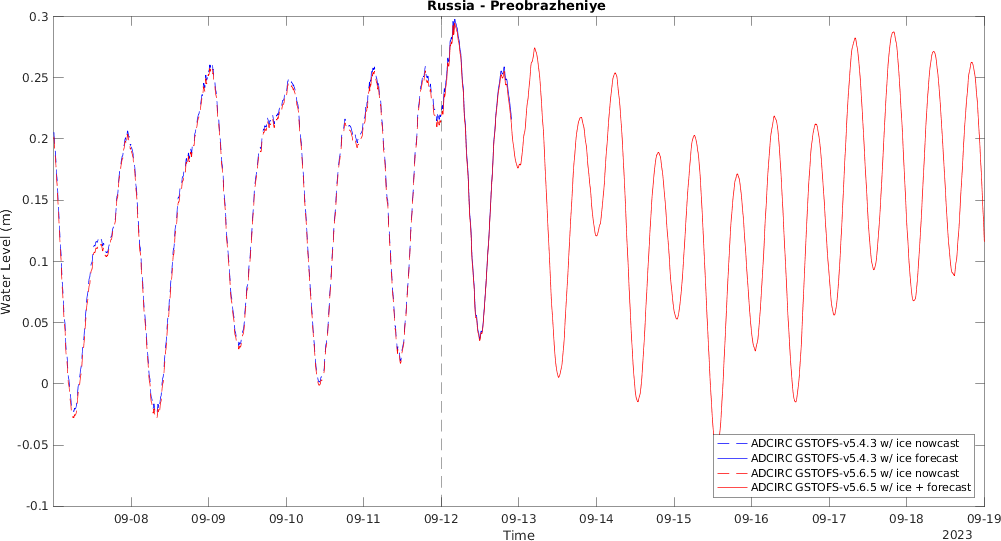 Russia - Preobrazheniye
0.3
0.25
0.2
0.15
0.1
0.05
0
-0.05
-0.1
Water Level (m)
ADCIRC GSTOFS-v5.4.3 w/ ice nowcast
ADCIRC GSTOFS-v5.4.3 w/ ice forecast
ADCIRC GSTOFS-v5.6.5 w/ ice nowcast
ADCIRC GSTOFS-v5.6.5 w/ ice + forecast
09-08 09-09 09-10 09-11 09-12 09-13 09-14 09-15 09-16 09-17 09-18 09-19
Time
2023